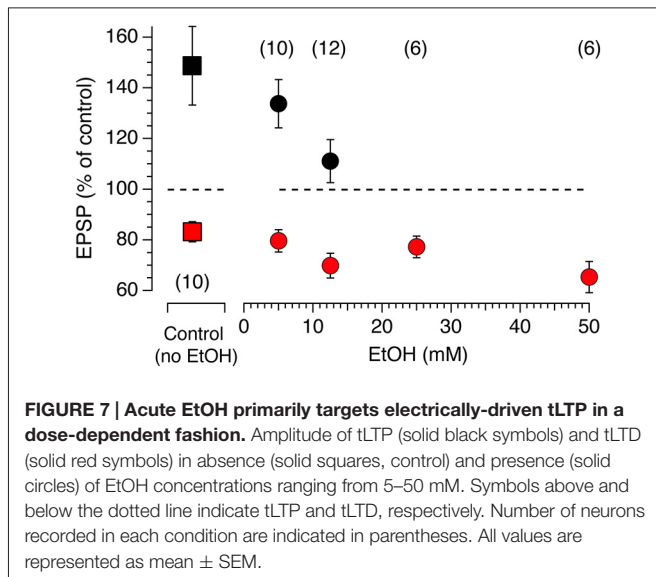 160
140
120
100
80
60
EPSP (% of control)
(10)
(12)
(6)
(6)
(10)
Control
(no EtOH)
0
10
20
30
40
50
EtOH (mM)
FIGURE 7 | Acute EtOH primarily targets electrically-driven tLTP in a
dose-dependent fashion. Amplitude of tLTP (solid black symbols) and tLTD
(solid red symbols) in absence (solid squares, control) and presence (solid
circles) of EtOH concentrations ranging from 5–50 mM. Symbols above and
below the dotted line indicate tLTP and tLTD, respectively. Number of neurons
recorded in each condition are indicated in parentheses. All values are
represented as mean ± SEM.